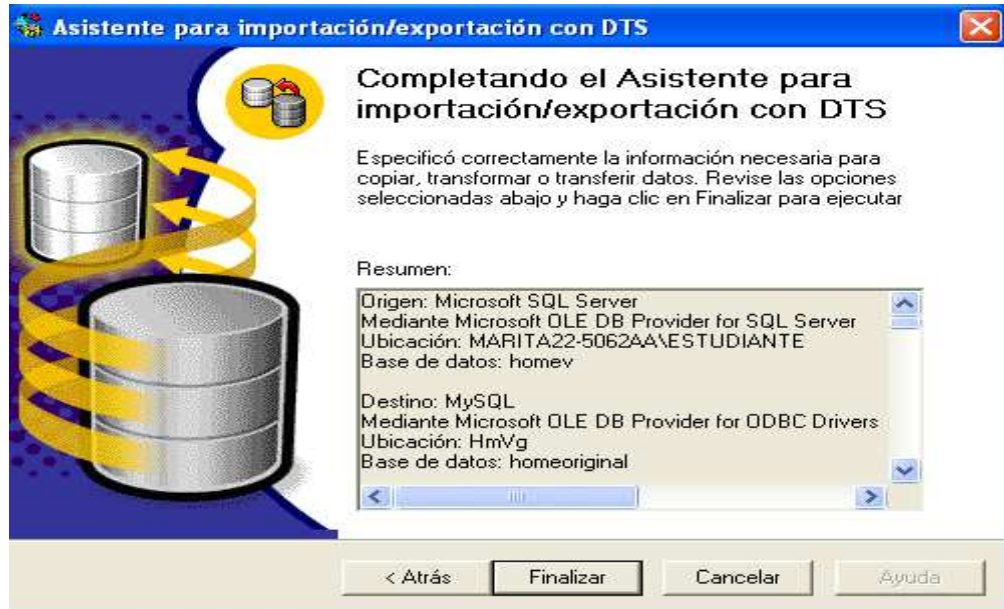 Asistente para importación/exportación con DTS
Completando el Asistente para
importación/exportación con DTS
Especificó correctamente la información necesaria para
copiar, transformar o transferir datos. Revise las opciones
seleccionadas abajo y haga clic en Finalizar para ejecutar
Resumen:
Origen: Microsoft SQL Server
Mediante Microsoft OLE DB Provider for SQL Server
Ubicación: MARITA22-5062AA\ESTUDIANTE
Base de datos: homev
Destino: MySQL
Mediante Microsoft OLE DB Provider for ODBC Drivers
Ubicación: HmVg
Base de datos: homeoriginal
< Atrás Finalizar Cancelar Ayuda